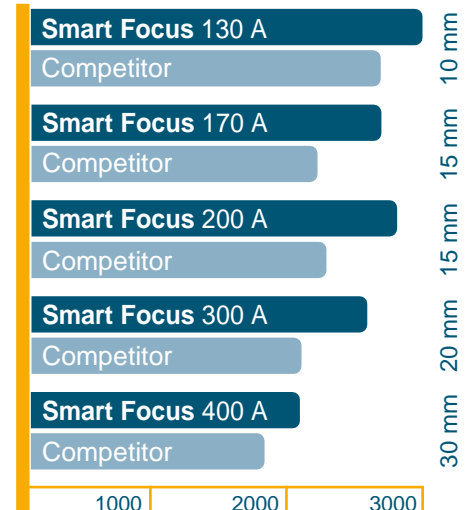 Smart Focus 130 A
Competitor
10 mm
Smart Focus 170 A
Competitor
15 mm
Smart Focus 200 A
Competitor
15 mm
Smart Focus 300 A
Competitor
20 mm
Smart Focus 400 A
Competitor
30 mm
1000 2000 3000